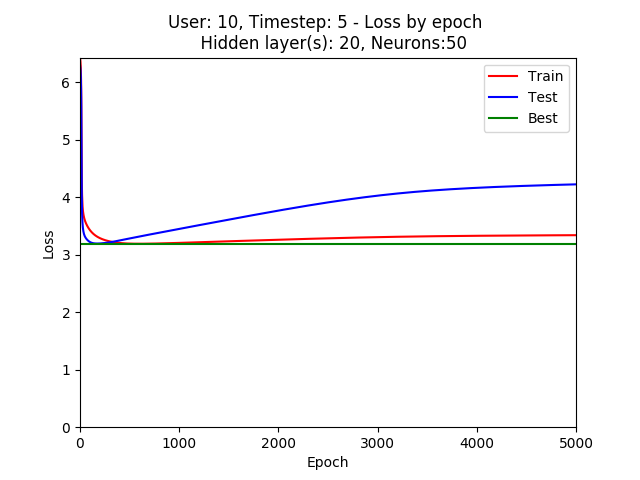 User: 10, Timestep: 5 - Loss by epoch
Hidden layer(s): 20, Neurons:50
Train
Test
Best
6
5
4
3
2
1
0
Loss
0 1000 2000 3000 4000 5000
Epoch